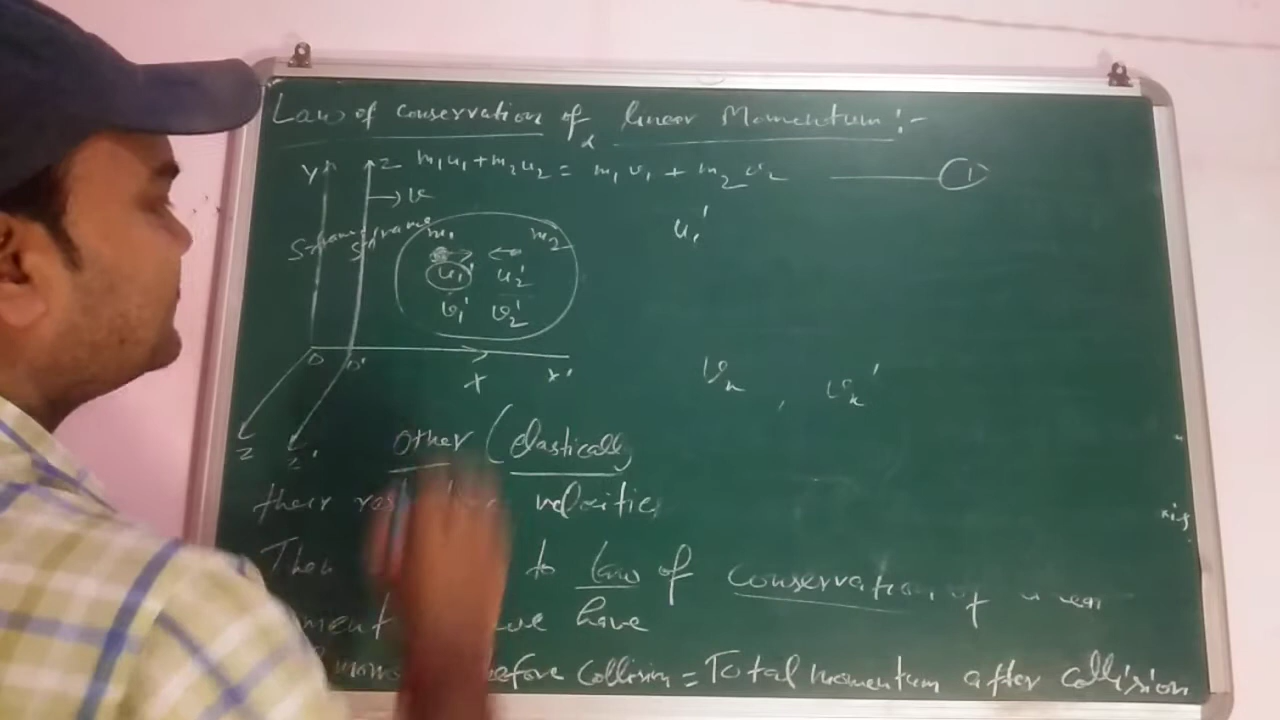 Law of conservation of linear Momentum:-
Y Z m₁u₁ + m₂u₂ = m₁v₁ + m₂v₂ ①
v
S frame S' frame m₁ m₂ u₁'
u₁' u₂'
v₁' v₂'
O O' X X' vₓ , vₓ'
Z Z' Other (elastically
their velocities
Then to law of conservation of
we have
before collision = Total momentum after collision